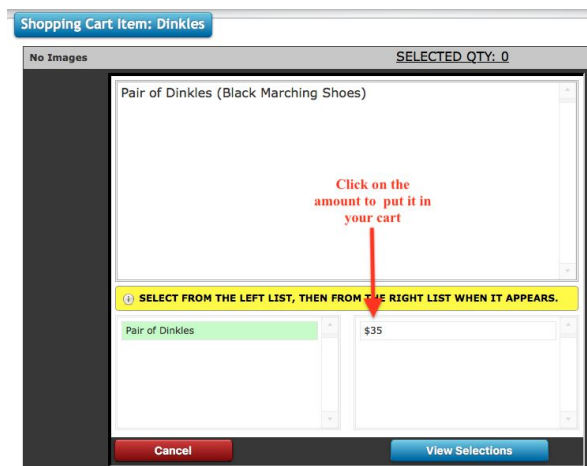 Shopping Cart Item: Dinkles
No Images
SELECTED QTY: 0
Pair of Dinkles (Black Marching Shoes)
Click on the
amount to put it in
your cart
SELECT FROM THE LEFT LIST, THEN FROM THE RIGHT LIST WHEN IT APPEARS.
Pair of Dinkles
$35
Cancel
View Selections